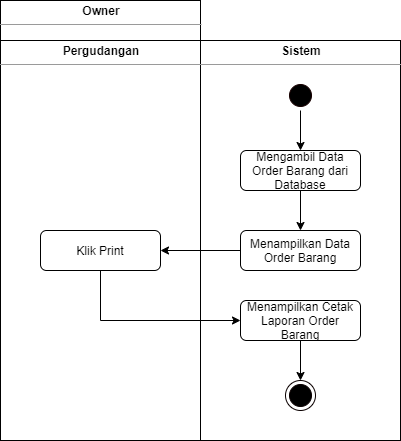 Owner
Pergudangan
Sistem
Mengambil Data
Order Barang dari
Database
Klik Print
Menampilkan Data
Order Barang
Menampilkan Cetak
Laporan Order
Barang